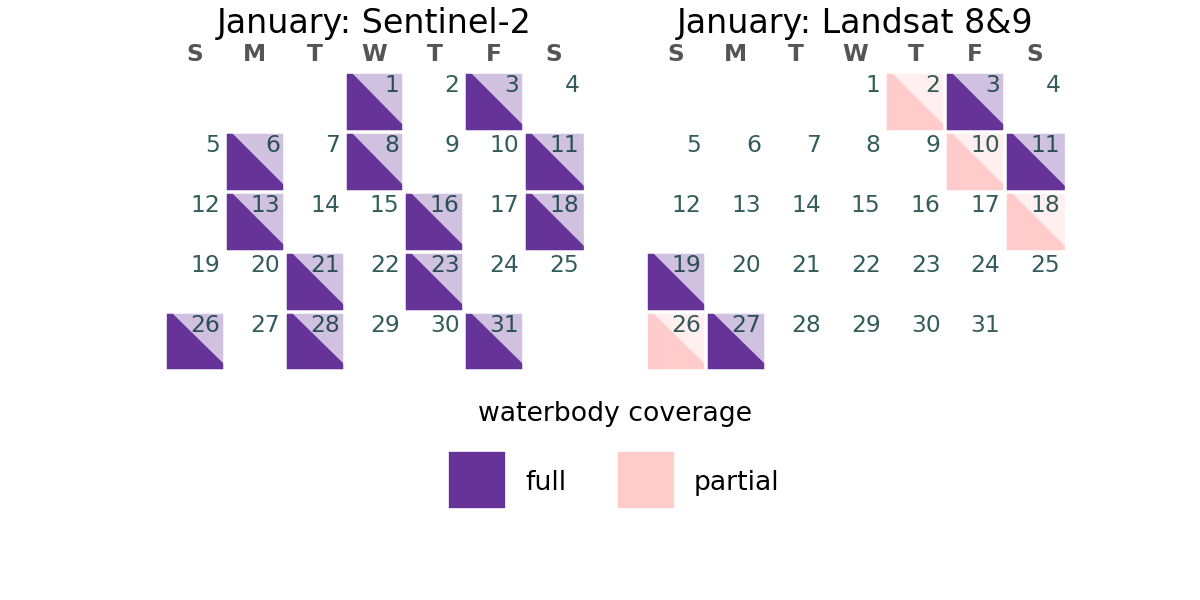 January: Sentinel-2
S M T W T F S
1 2 3 4
5 6 7 8 9 10 11
12 13 14 15 16 17 18
19 20 21 22 23 24 25
26 27 28 29 30 31
January: Landsat 8&9
S M T W T F S
1 2 3 4
5 6 7 8 9 10 11
12 13 14 15 16 17 18
19 20 21 22 23 24 25
26 27 28 29 30 31
waterbody coverage
full
partial